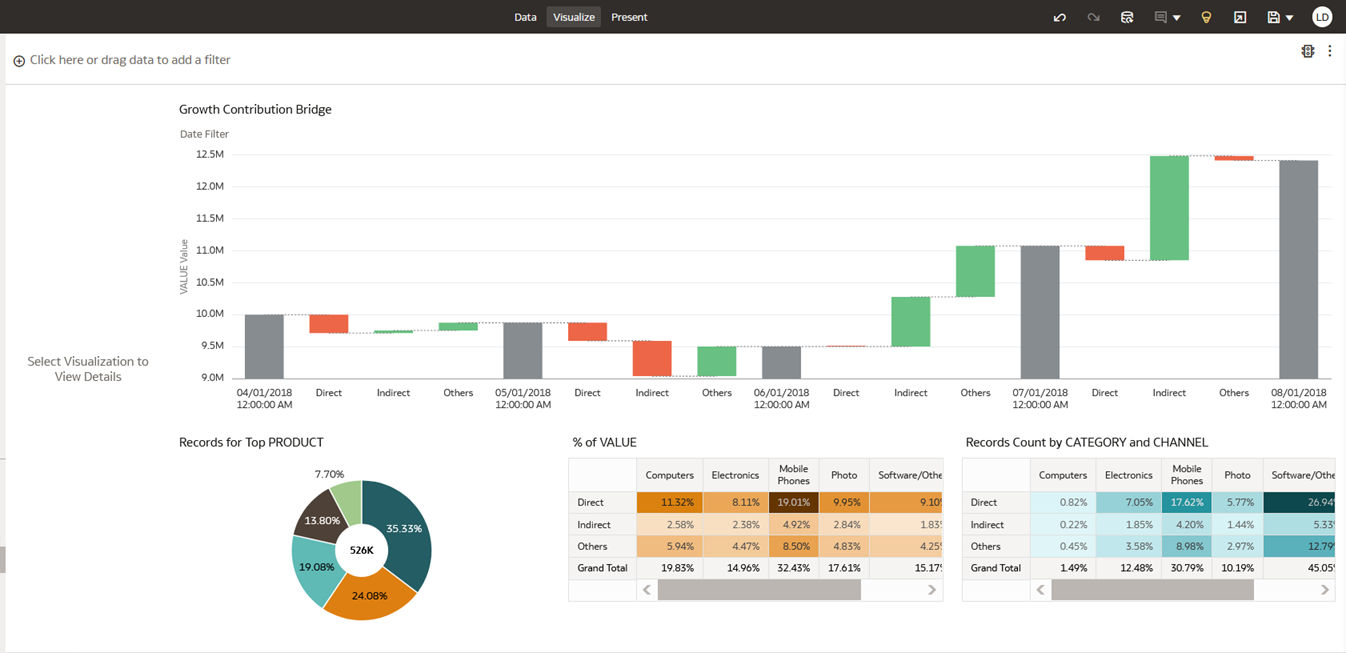 Data Visualize Present
LD
Click here or drag data to add a filter
Select Visualization to
View Details
Growth Contribution Bridge
Date Filter
VALUE Value
12.5M
12.0M
11.5M
11.0M
10.5M
10.0M
9.5M
9.0M
04/01/2018 Direct Indirect Others 05/01/2018 Direct Indirect Others 06/01/2018 Direct Indirect Others 07/01/2018 Direct Indirect Others 08/01/2018
12:00:00 AM 12:00:00 AM 12:00:00 AM 12:00:00 AM 12:00:00 AM
Records for Top PRODUCT
7.70%
13.80%
35.33%
526K
19.08%
24.08%
% of VALUE
Computers Electronics Mobile Phones Photo Software/Othe
Direct 11.32% 8.11% 19.01% 9.95% 9.10%
Indirect 2.58% 2.38% 4.92% 2.84% 1.83%
Others 5.94% 4.47% 8.50% 4.83% 4.25%
Grand Total 19.83% 14.96% 32.43% 17.61% 15.17%
Records Count by CATEGORY and CHANNEL
Computers Electronics Mobile Phones Photo Software/Othe
Direct 0.82% 7.05% 17.62% 5.77% 26.94%
Indirect 0.22% 1.85% 4.20% 1.44% 5.33%
Others 0.45% 3.58% 8.98% 2.97% 12.79%
Grand Total 1.49% 12.48% 30.79% 10.19% 45.05%